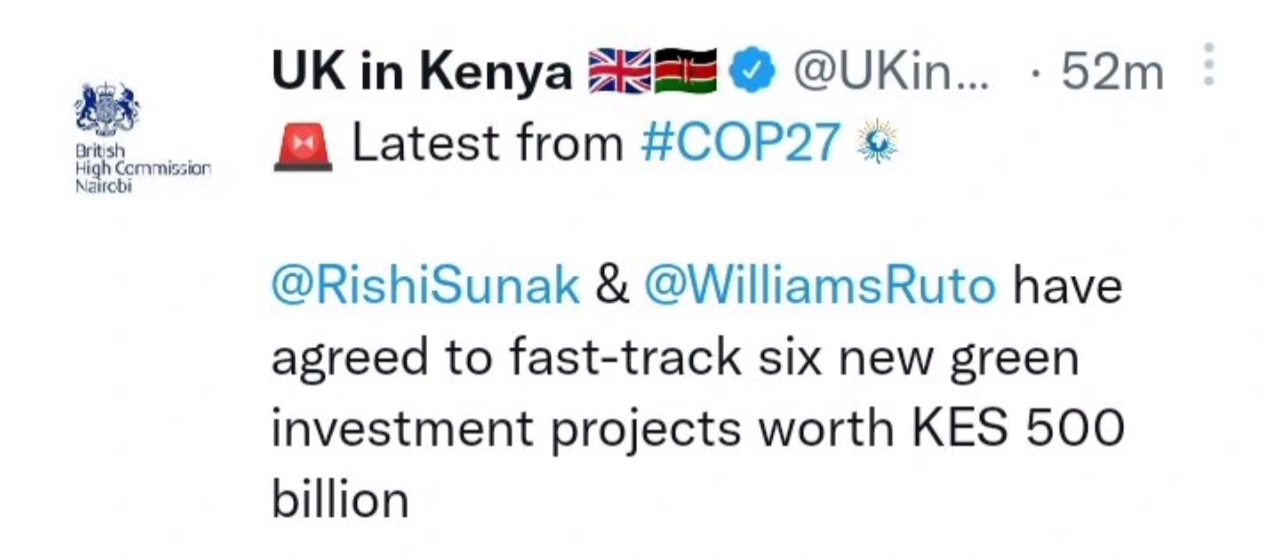 UK in Kenya 🇬🇧🇰🇪 @UKin... · 52m
🚨 Latest from #COP27
British
High Commission
Nairobi
@RishiSunak & @WilliamsRuto have
agreed to fast-track six new green
investment projects worth KES 500
billion